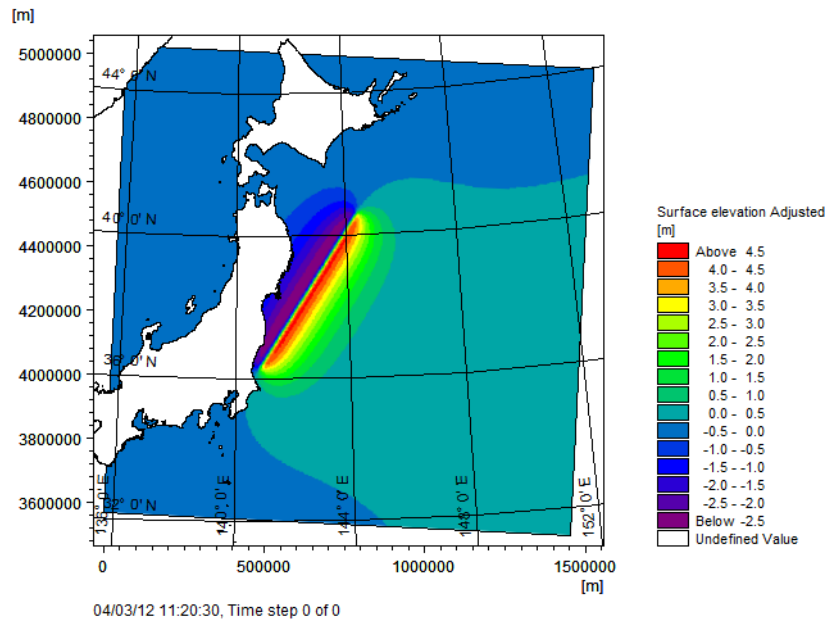 [m]
5000000
4800000
4600000
4400000
4200000
4000000
3800000
3600000
44° 0' N
40° 0' N
36° 0' N
32° 0' N
136° 0' E
140° 0' E
144° 0' E
148° 0' E
152° 0' E
0
500000
1000000
1500000
[m]
04/03/12 11:20:30, Time step 0 of 0
Surface elevation Adjusted
[m]
Above 4.5
4.0 - 4.5
3.5 - 4.0
3.0 - 3.5
2.5 - 3.0
2.0 - 2.5
1.5 - 2.0
1.0 - 1.5
0.5 - 1.0
0.0 - 0.5
-0.5 - 0.0
-1.0 - -0.5
-1.5 - -1.0
-2.0 - -1.5
-2.5 - -2.0
Below -2.5
Undefined Value